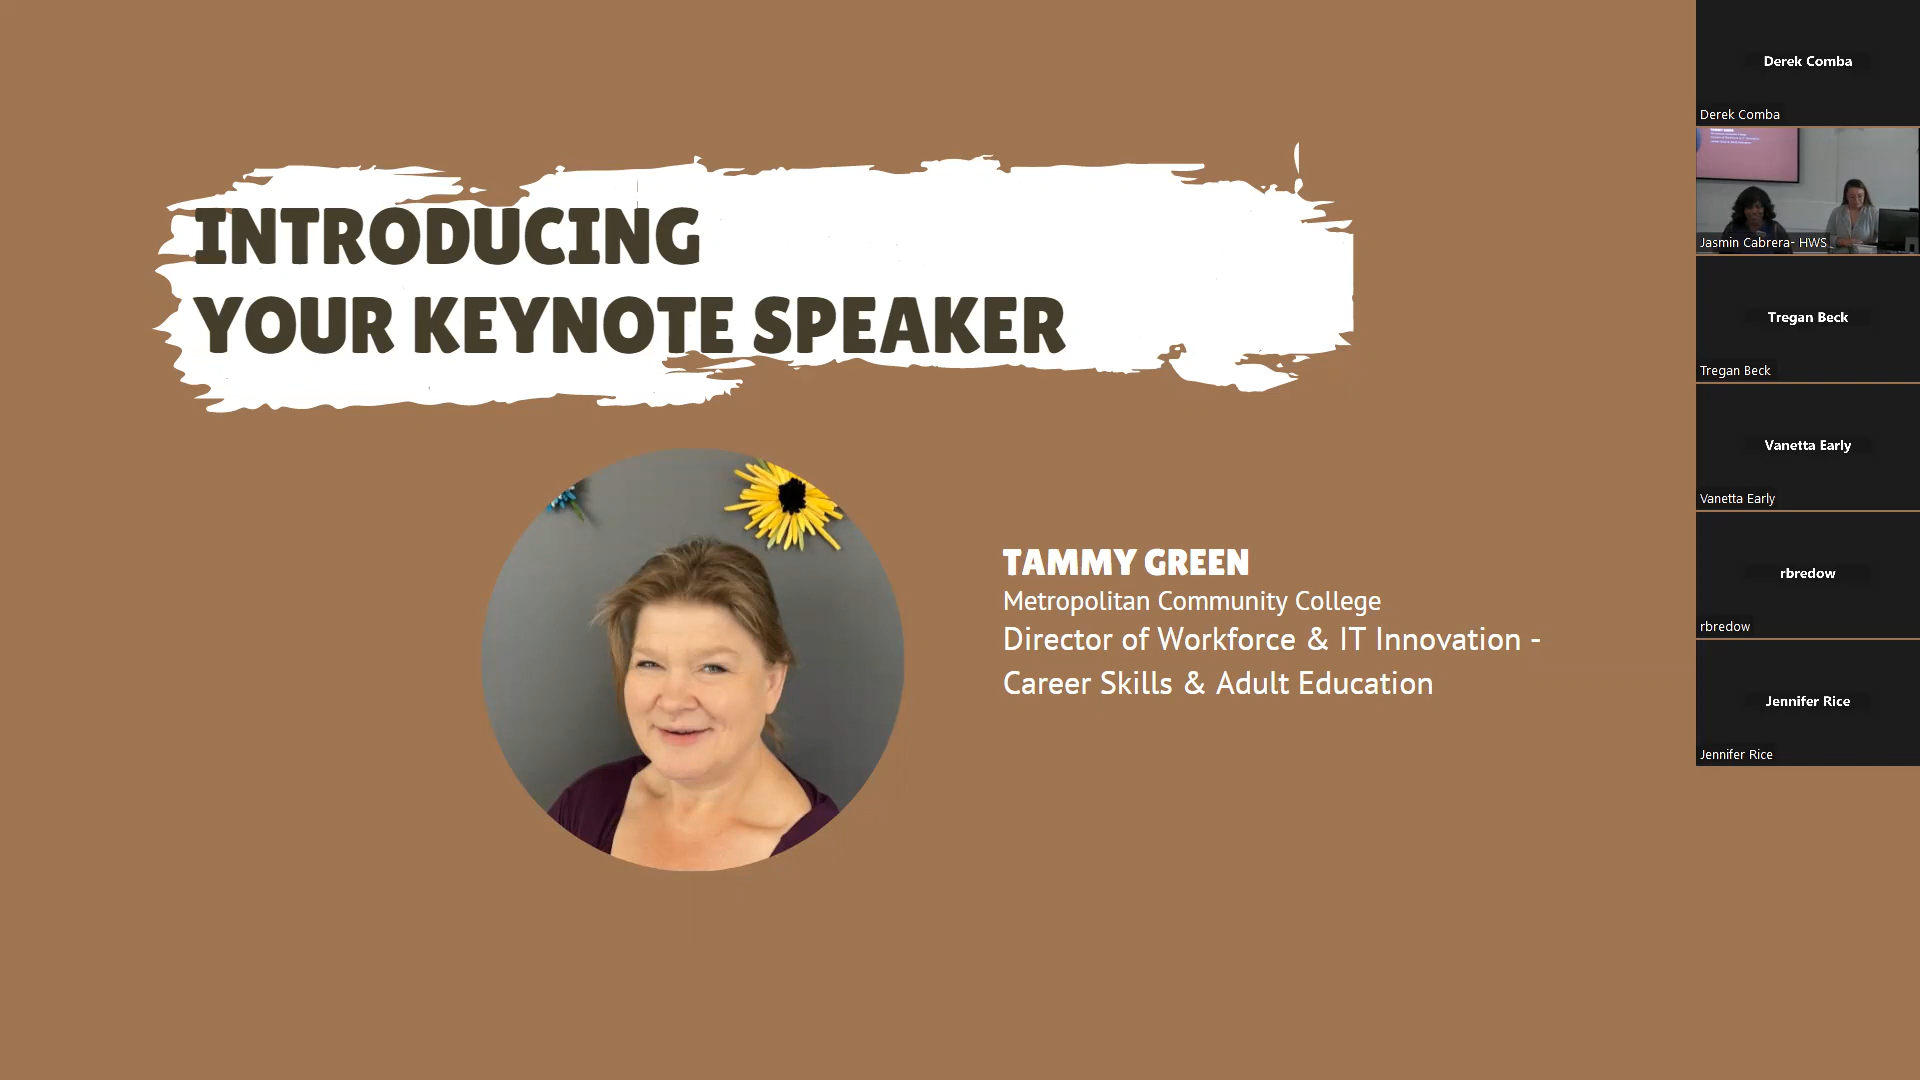 INTRODUCING
YOUR KEYNOTE SPEAKER
TAMMY GREEN
Metropolitan Community College
Director of Workforce & IT Innovation -
Career Skills & Adult Education
Derek Comba
Derek Comba
Jasmin Cabrera- HWS
Tregan Beck
Tregan Beck
Vanetta Early
Vanetta Early
rbredow
rbredow
Jennifer Rice
Jennifer Rice